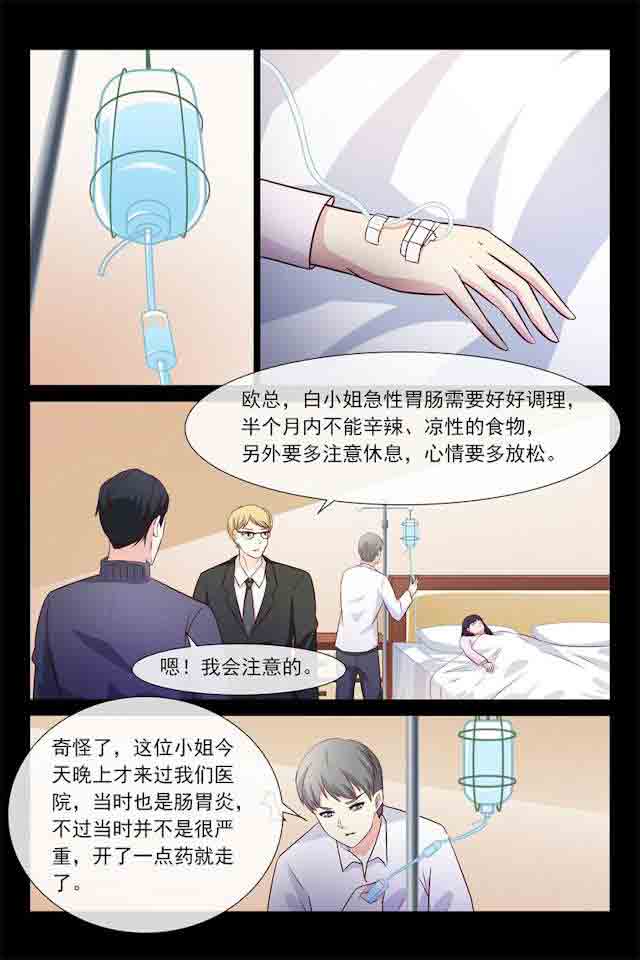 欧总，白小姐急性胃肠需要好好调理，
半个月内不能辛辣、凉性的食物，
另外要多注意休息，心情要多放松。
嗯！我会注意的。
奇怪了，这位小姐今
天晚上才来过我们医
院，当时也是肠胃炎，
不过当时并不是很严
重，开了一点药就走
了。